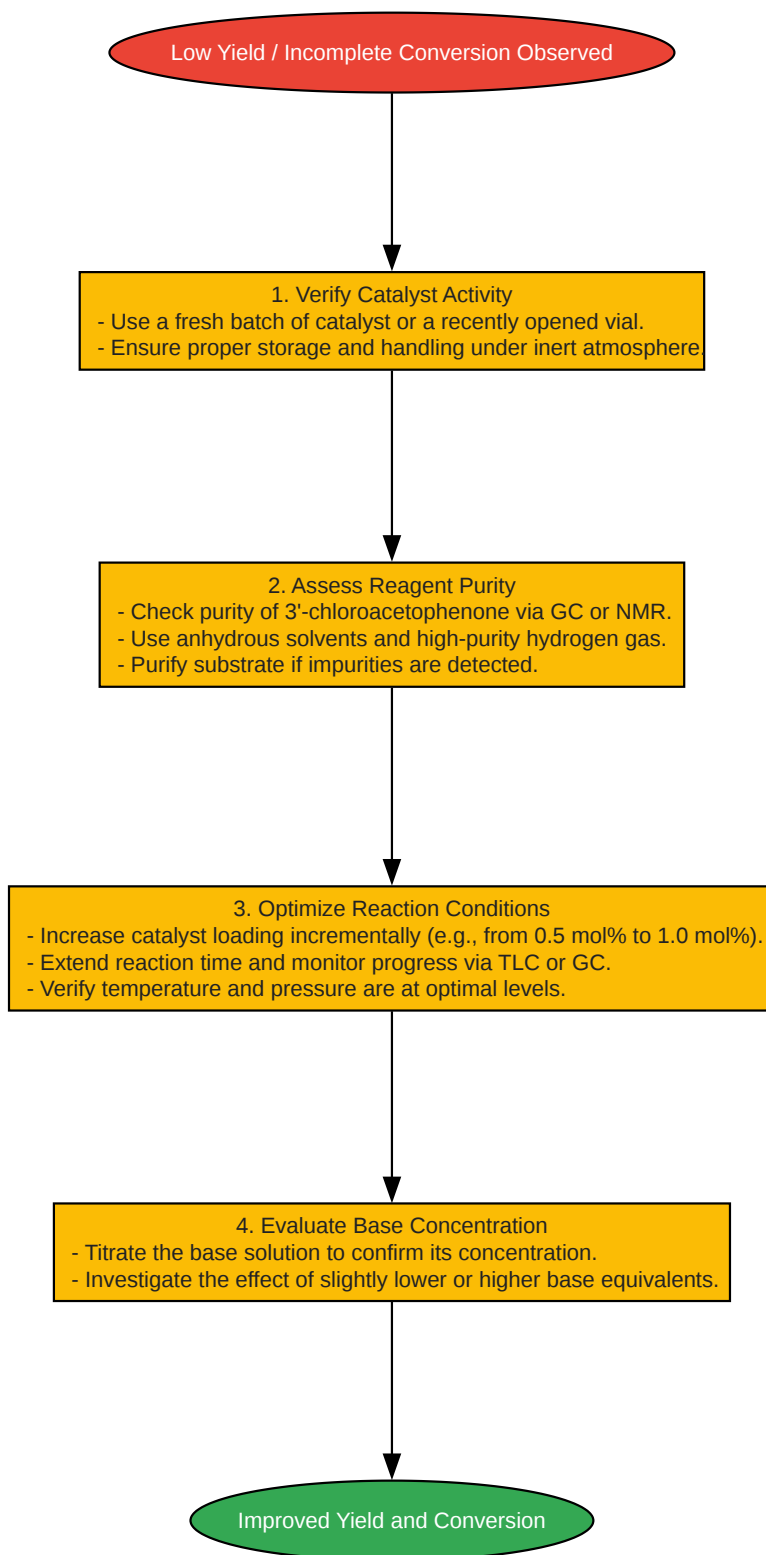 Low Yield / Incomplete Conversion Observed
1. Verify Catalyst Activity
- Use a fresh batch of catalyst or a recently opened vial.
- Ensure proper storage and handling under inert atmosphere.
2. Assess Reagent Purity
- Check purity of 3'-chloroacetophenone via GC or NMR.
- Use anhydrous solvents and high-purity hydrogen gas.
- Purify substrate if impurities are detected.
3. Optimize Reaction Conditions
- Increase catalyst loading incrementally (e.g., from 0.5 mol% to 1.0 mol%).
- Extend reaction time and monitor progress via TLC or GC.
- Verify temperature and pressure are at optimal levels.
4. Evaluate Base Concentration
- Titrate the base solution to confirm its concentration.
- Investigate the effect of slightly lower or higher base equivalents.
Improved Yield and Conversion